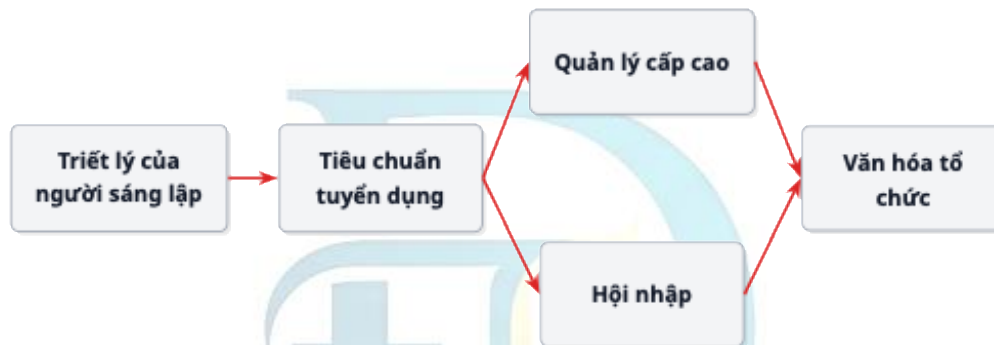 Quản lý cấp cao
Triết lý của
người sáng lập
Tiêu chuẩn
tuyển dụng
Văn hóa tổ
chức
Hội nhập